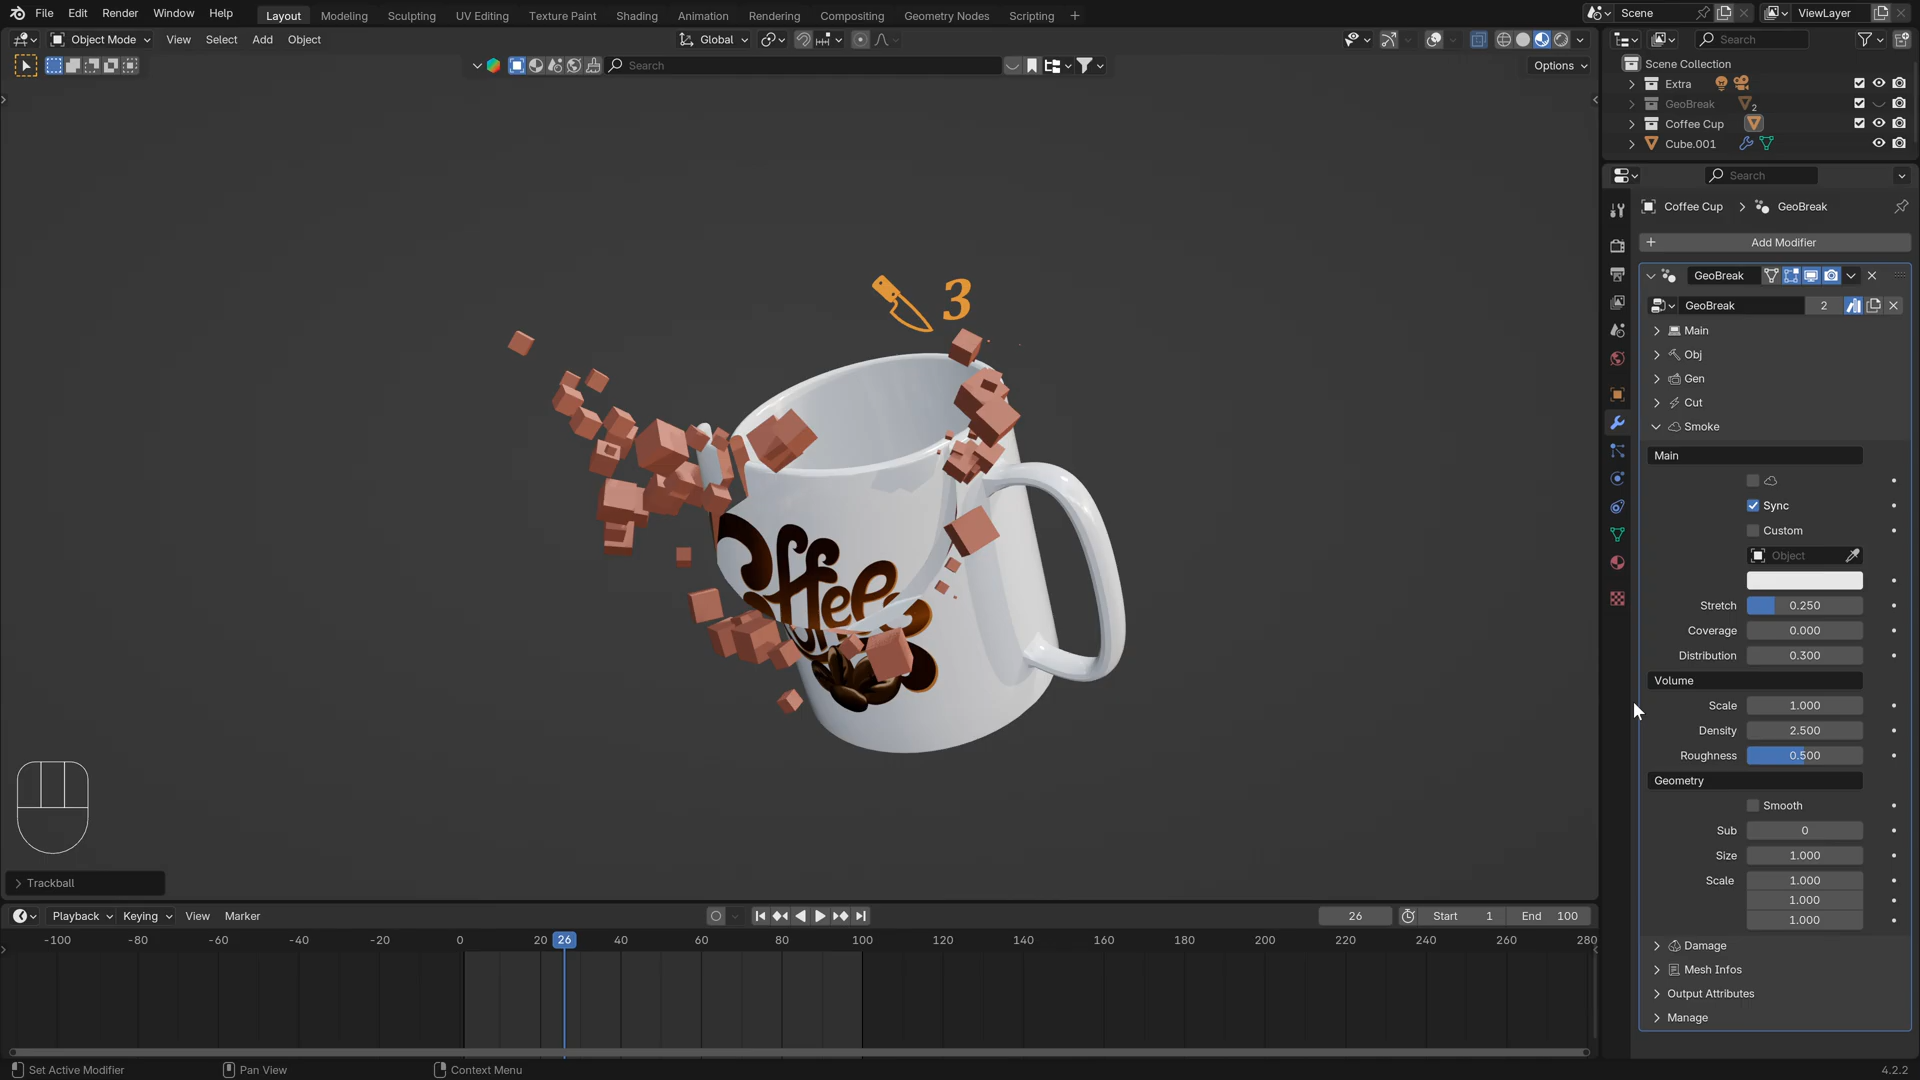 File Edit Render Window Help Layout Modeling Sculpting UV Editing Texture Paint Shading Animation Rendering Compositing Geometry Nodes Scripting + Scene ViewLayer
Object Mode View Select Add Object Global Search
Search Options
Scene Collection
Extra
GeoBreak 2
Coffee Cup
Cube.001
Search
Coffee Cup > GeoBreak
+ Add Modifier
GeoBreak
GeoBreak 2
Main
Obj
Gen
Cut
Smoke
Main
Sync
Custom
Object
Stretch 0.250
Coverage 0.000
Distribution 0.300
Volume
Scale 1.000
Density 2.500
Roughness 0.500
Geometry
Smooth
Sub 0
Size 1.000
Scale 1.000
1.000
1.000
Damage
Mesh Infos
Output Attributes
Manage
3
Coffee
Trackball
Playback Keying View Marker 26 Start 1 End 100
-100 -80 -60 -40 -20 0 20 26 40 60 80 100 120 140 160 180 200 220 240 260 280
Set Active Modifier Pan View Context Menu 4.2.2